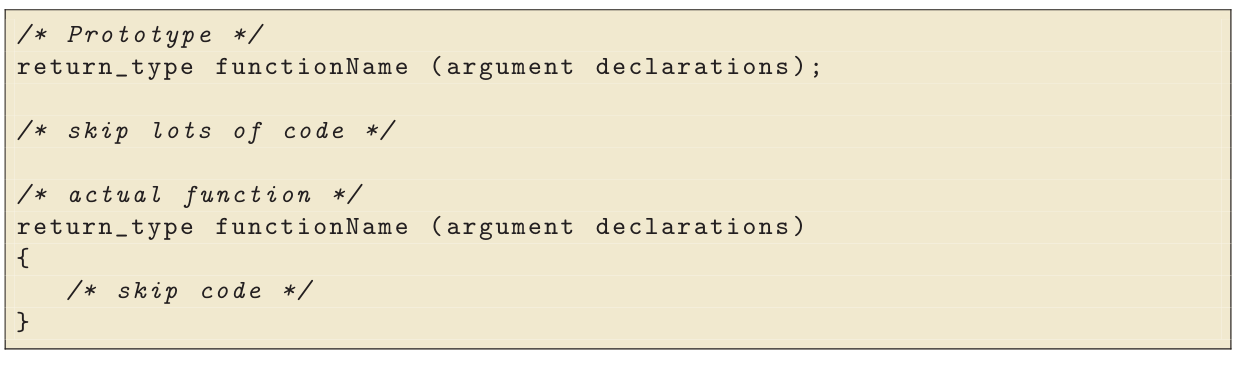 /* Prototype */
return_type functionName (argument declarations);
/* skip lots of code */
/* actual function */
return_type functionName (argument declarations)
{
/* skip code */
}